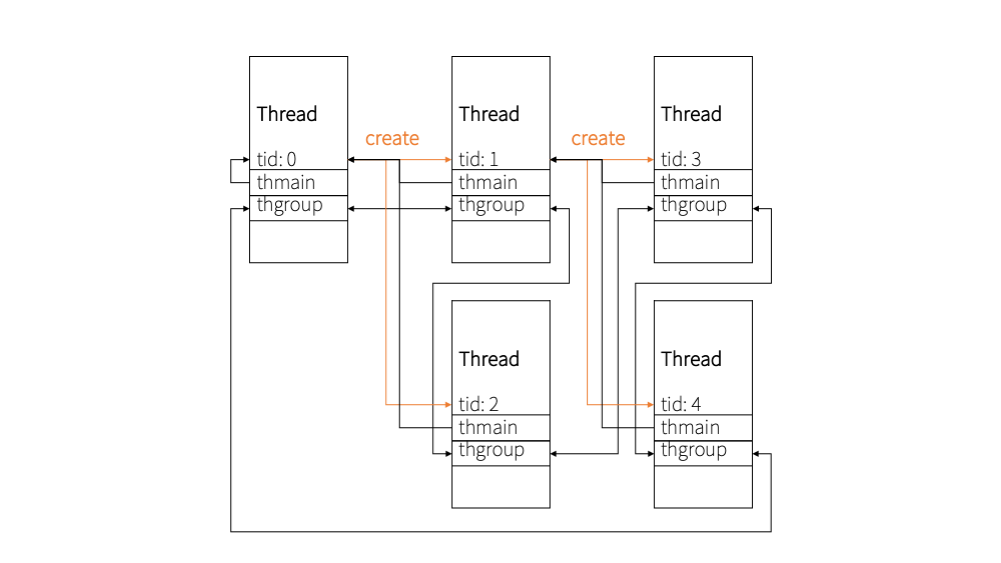 Thread
tid: 0
thmain
thgroup
create
Thread
tid: 1
thmain
thgroup
create
Thread
tid: 3
thmain
thgroup
Thread
tid: 2
thmain
thgroup
Thread
tid: 4
thmain
thgroup